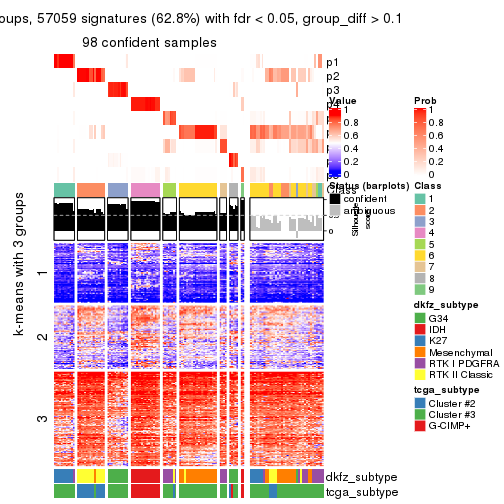 oups, 57059 signatures (62.8%) with fdr < 0.05, group_diff > 0.1
98 confident samples
p1
p2
p3
Value
1
0.8
0.6
0.4
0.2
0
Prob
1
0.8
0.6
0.4
0.2
0
Status (barplots)
confident
ambiguous
Class
1
2
3
4
5
6
7
8
9
Class
0
Silhouette
score
k-means with 3 groups
1
2
3
dkfz_subtype
G34
IDH
K27
Mesenchymal
RTK I PDGFRA
RTK II Classic
tcga_subtype
Cluster #2
Cluster #3
G-CIMP+
dkfz_subtype
tcga_subtype